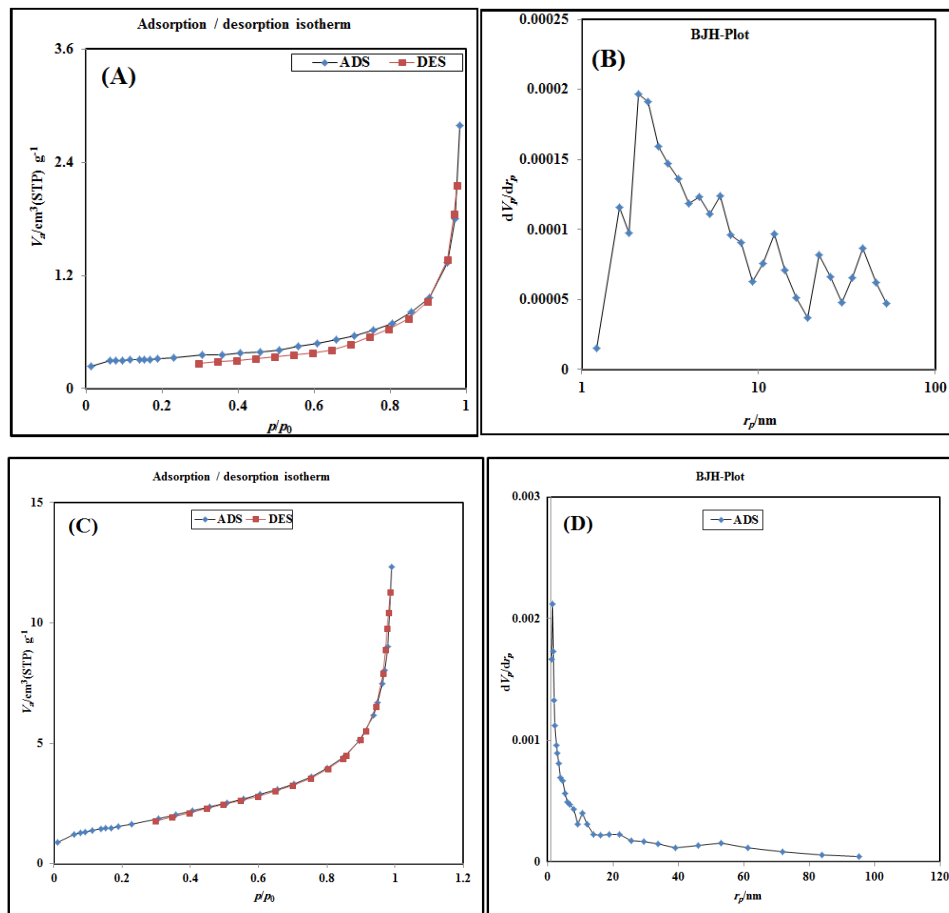 Adsorption / desorption isotherm
(A)
ADS DES
3.6
2.4
1.2
0
Vₐ/cm³(STP) g⁻¹
0 0.2 0.4 0.6 0.8 1
p/p₀
BJH-Plot
(B)
0.00025
0.0002
0.00015
0.0001
0.00005
0
dVₚ/drₚ
1 10 100
rₚ/nm
Adsorption / desorption isotherm
(C)
ADS DES
15
10
5
0
Vₐ/cm³(STP) g⁻¹
0 0.2 0.4 0.6 0.8 1 1.2
p/p₀
BJH-Plot
(D)
ADS
0.003
0.002
0.001
0
dVₚ/drₚ
0 20 40 60 80 100 120
rₚ/nm